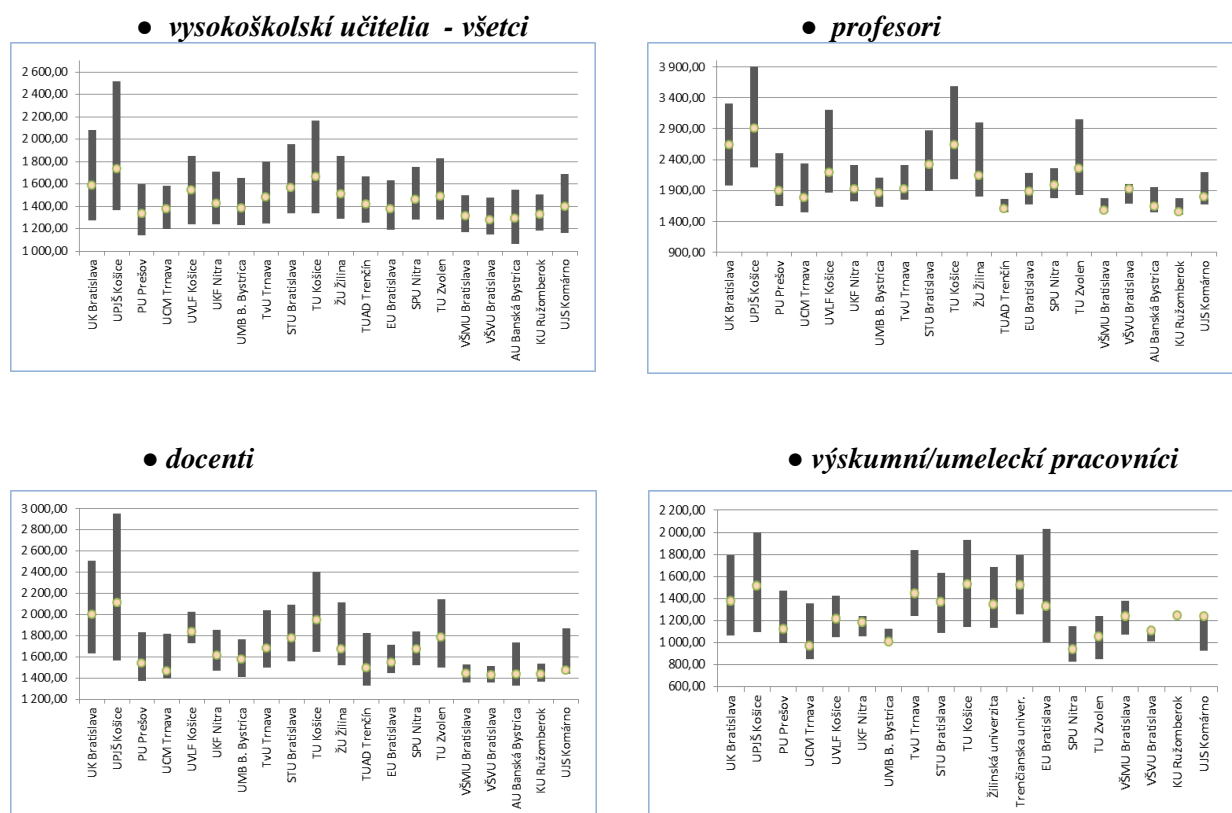 ● vysokoškolskí učitelia - všetci
2 600,00
2 400,00
2 200,00
2 000,00
1 800,00
1 600,00
1 400,00
1 200,00
1 000,00
UK Bratislava
UPJŠ Košice
PU Prešov
UCM Trnava
UVLF Košice
UKF Nitra
UMB B. Bystrica
TvU Trnava
STU Bratislava
TU Košice
ŽU Žilina
TUAD Trenčín
EU Bratislava
SPU Nitra
TU Zvolen
VŠMU Bratislava
VŠVU Bratislava
AU Banská Bystrica
KU Ružomberok
UJS Komárno
● profesori
3 900,00
3 400,00
2 900,00
2 400,00
1 900,00
1 400,00
900,00
UK Bratislava
UPJŠ Košice
PU Prešov
UCM Trnava
UVLF Košice
UKF Nitra
UMB B. Bystrica
TvU Trnava
STU Bratislava
TU Košice
ŽU Žilina
TUAD Trenčín
EU Bratislava
SPU Nitra
TU Zvolen
VŠMU Bratislava
VŠVU Bratislava
AU Banská Bystrica
KU Ružomberok
UJS Komárno
● docenti
3 000,00
2 800,00
2 600,00
2 400,00
2 200,00
2 000,00
1 800,00
1 600,00
1 400,00
1 200,00
UK Bratislava
UPJŠ Košice
PU Prešov
UCM Trnava
UVLF Košice
UKF Nitra
UMB B. Bystrica
TvU Trnava
STU Bratislava
TU Košice
ŽU Žilina
TUAD Trenčín
EU Bratislava
SPU Nitra
TU Zvolen
VŠMU Bratislava
VŠVU Bratislava
AU Banská Bystrica
KU Ružomberok
UJS Komárno
● výskumní/umeleckí pracovníci
2 200,00
2 000,00
1 800,00
1 600,00
1 400,00
1 200,00
1 000,00
800,00
600,00
UK Bratislava
UPJŠ Košice
PU Prešov
UCM Trnava
UVLF Košice
UKF Nitra
UMB B. Bystrica
TvU Trnava
STU Bratislava
TU Košice
Žilinská univerzita
Trenčianska univer.
EU Bratislava
SPU Nitra
TU Zvolen
VŠMU Bratislava
VŠVU Bratislava
KU Ružomberok
UJS Komárno